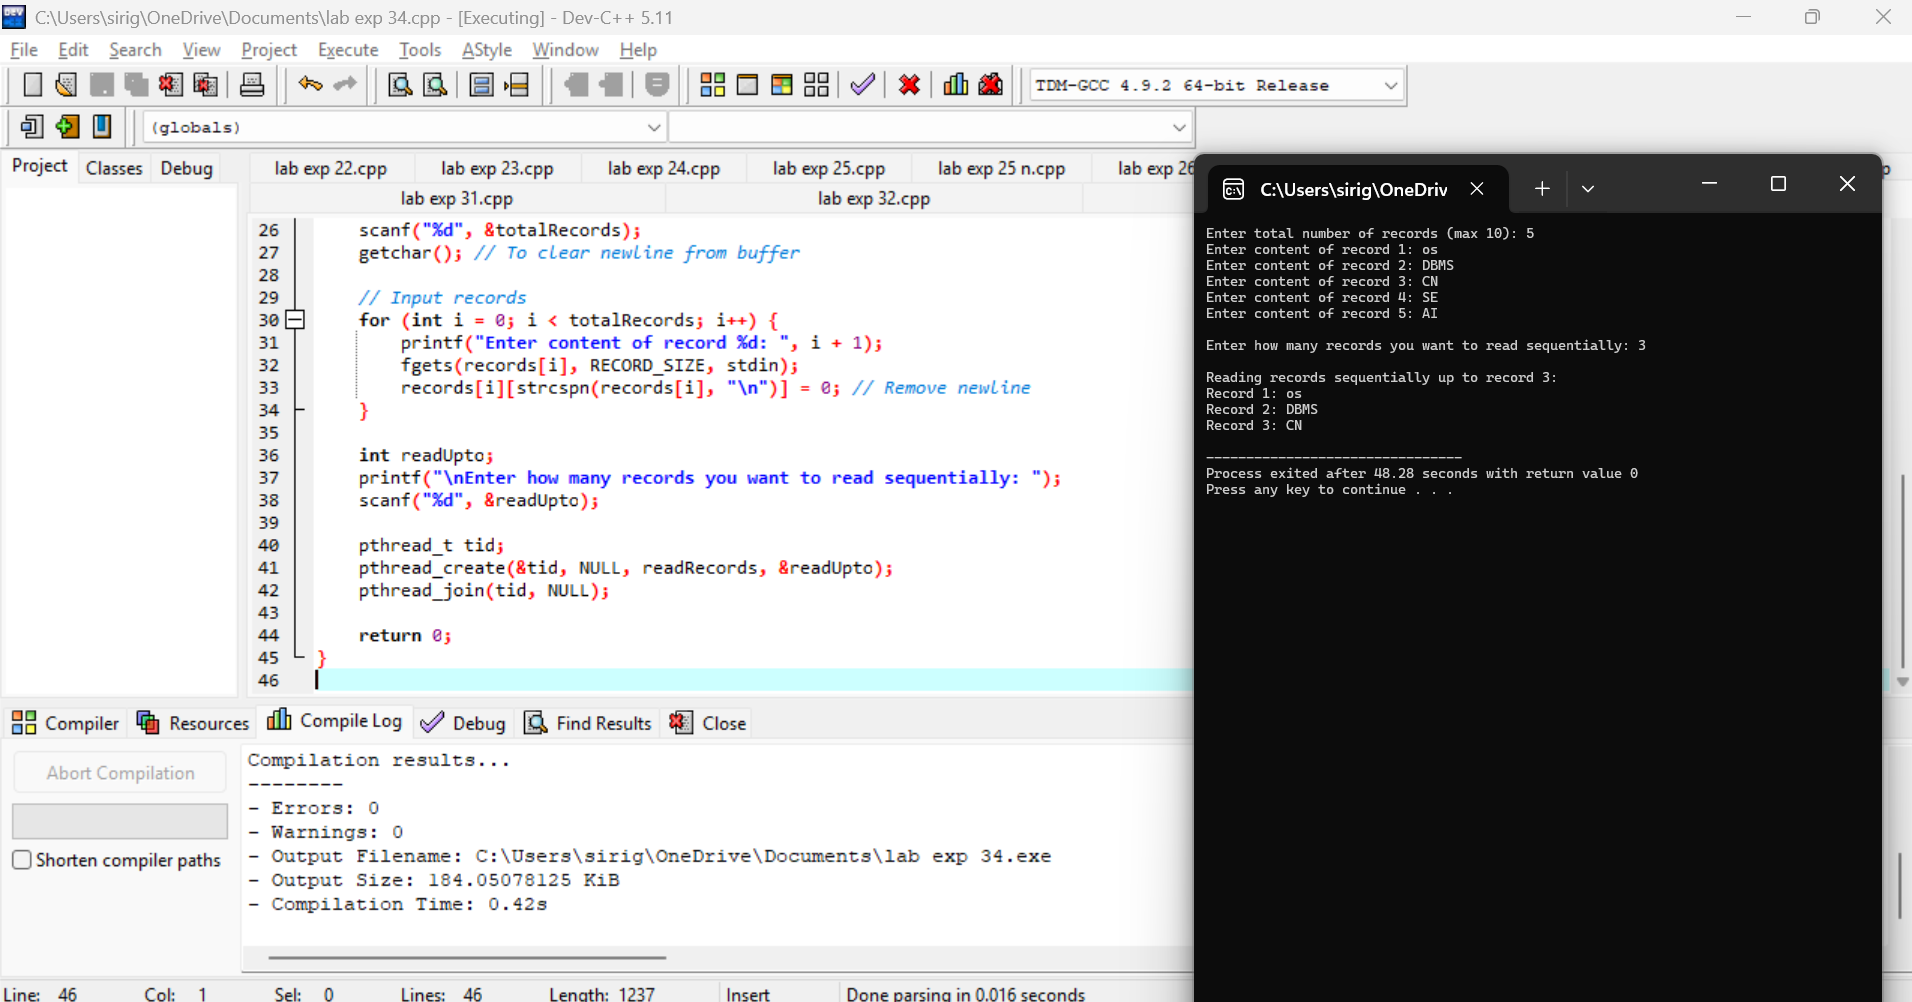 C:\Users\sirig\OneDrive\Documents\lab exp 34.cpp - [Executing] - Dev-C++ 5.11
File Edit Search View Project Execute Tools AStyle Window Help
TDM-GCC 4.9.2 64-bit Release
(globals)
Project Classes Debug
lab exp 22.cpp lab exp 23.cpp lab exp 24.cpp lab exp 25.cpp lab exp 25 n.cpp lab exp 26
lab exp 31.cpp lab exp 32.cpp
26 scanf("%d", &totalRecords);
27 getchar(); // To clear newline from buffer
28
29 // Input records
30 for (int i = 0; i < totalRecords; i++) {
31 printf("Enter content of record %d: ", i + 1);
32 fgets(records[i], RECORD_SIZE, stdin);
33 records[i][strcspn(records[i], "\n")] = 0; // Remove newline
34 }
35
36 int readUpto;
37 printf("\nEnter how many records you want to read sequentially: ");
38 scanf("%d", &readUpto);
39
40 pthread_t tid;
41 pthread_create(&tid, NULL, readRecords, &readUpto);
42 pthread_join(tid, NULL);
43
44 return 0;
45 }
46
C:\Users\sirig\OneDriv
Enter total number of records (max 10): 5
Enter content of record 1: os
Enter content of record 2: DBMS
Enter content of record 3: CN
Enter content of record 4: SE
Enter content of record 5: AI
Enter how many records you want to read sequentially: 3
Reading records sequentially up to record 3:
Record 1: os
Record 2: DBMS
Record 3: CN
--------------------------------
Process exited after 48.28 seconds with return value 0
Press any key to continue . . .
Compiler Resources Compile Log Debug Find Results Close
Abort Compilation
Shorten compiler paths
Compilation results...
--------
- Errors: 0
- Warnings: 0
- Output Filename: C:\Users\sirig\OneDrive\Documents\lab exp 34.exe
- Output Size: 184.05078125 KiB
- Compilation Time: 0.42s
Line: 46 Col: 1 Sel: 0 Lines: 46 Length: 1237 Insert Done parsing in 0.016 seconds